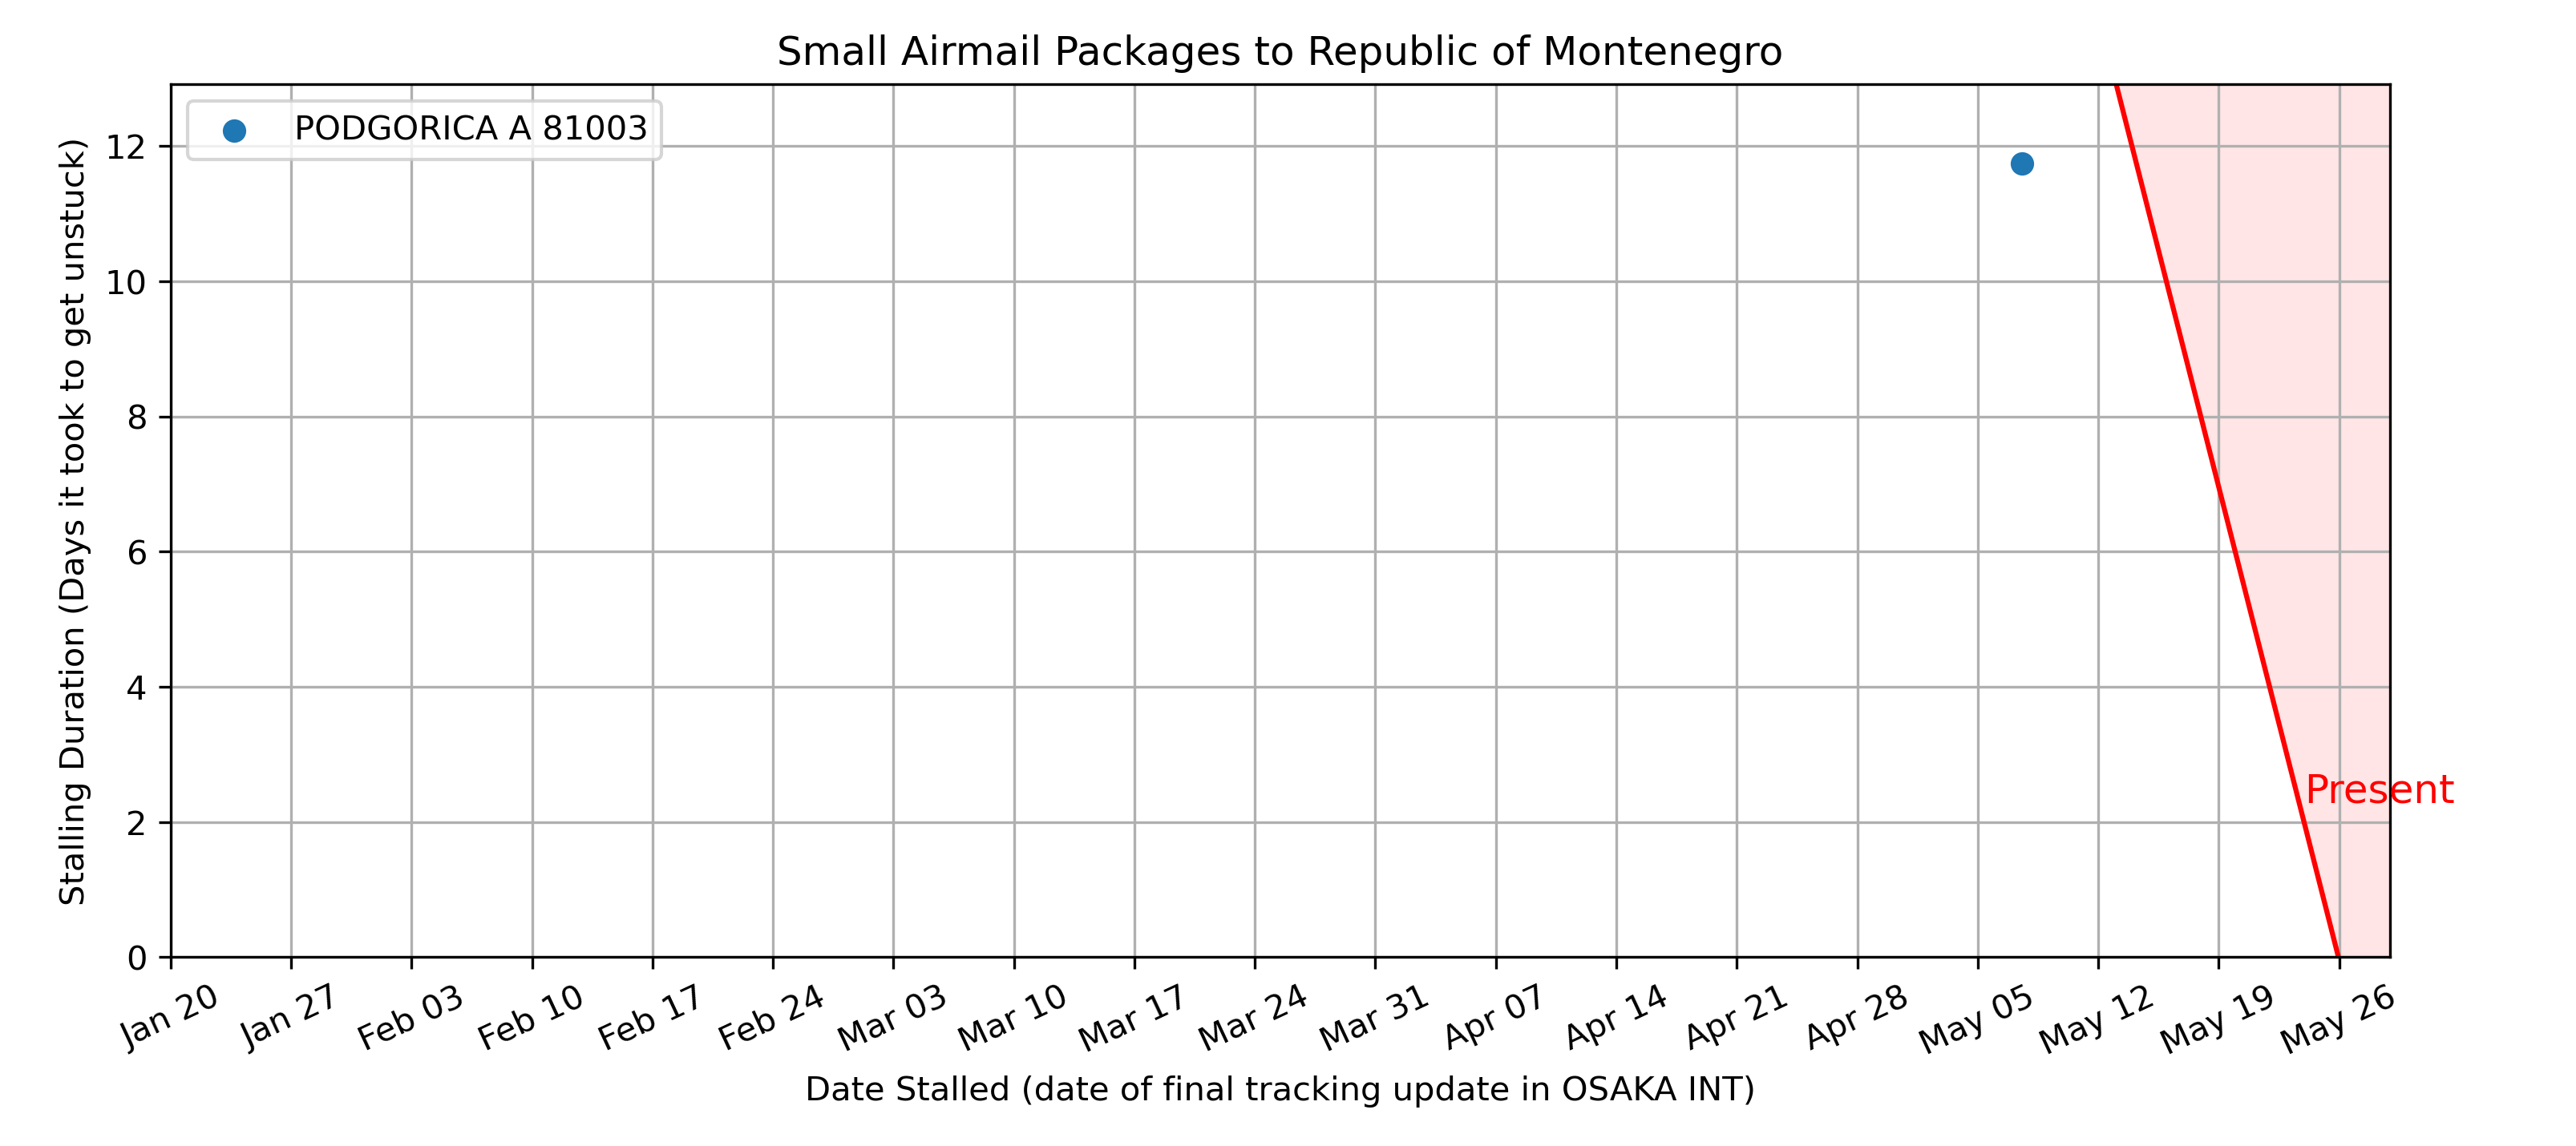 Small Airmail Packages to Republic of Montenegro
PODGORICA A 81003
Stalling Duration (Days it took to get unstuck)
12
10
8
6
4
2
0
Present
Jan 20
Jan 27
Feb 03
Feb 10
Feb 17
Feb 24
Mar 03
Mar 10
Mar 17
Mar 24
Mar 31
Apr 07
Apr 14
Apr 21
Apr 28
May 05
May 12
May 19
May 26
Date Stalled (date of final tracking update in OSAKA INT)